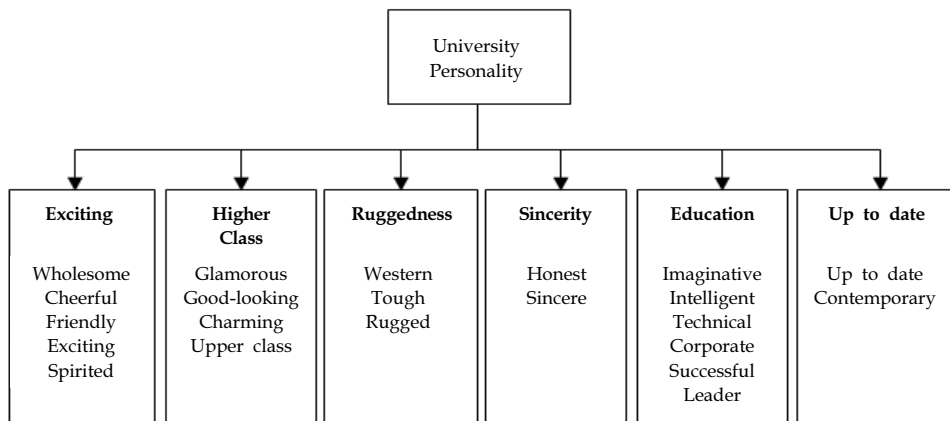 University
Personality
Exciting
Wholesome
Cheerful
Friendly
Exciting
Spirited
Higher
Class
Glamorous
Good-looking
Charming
Upper class
Ruggedness
Western
Tough
Rugged
Sincerity
Honest
Sincere
Education
Imaginative
Intelligent
Technical
Corporate
Successful
Leader
Up to date
Up to date
Contemporary